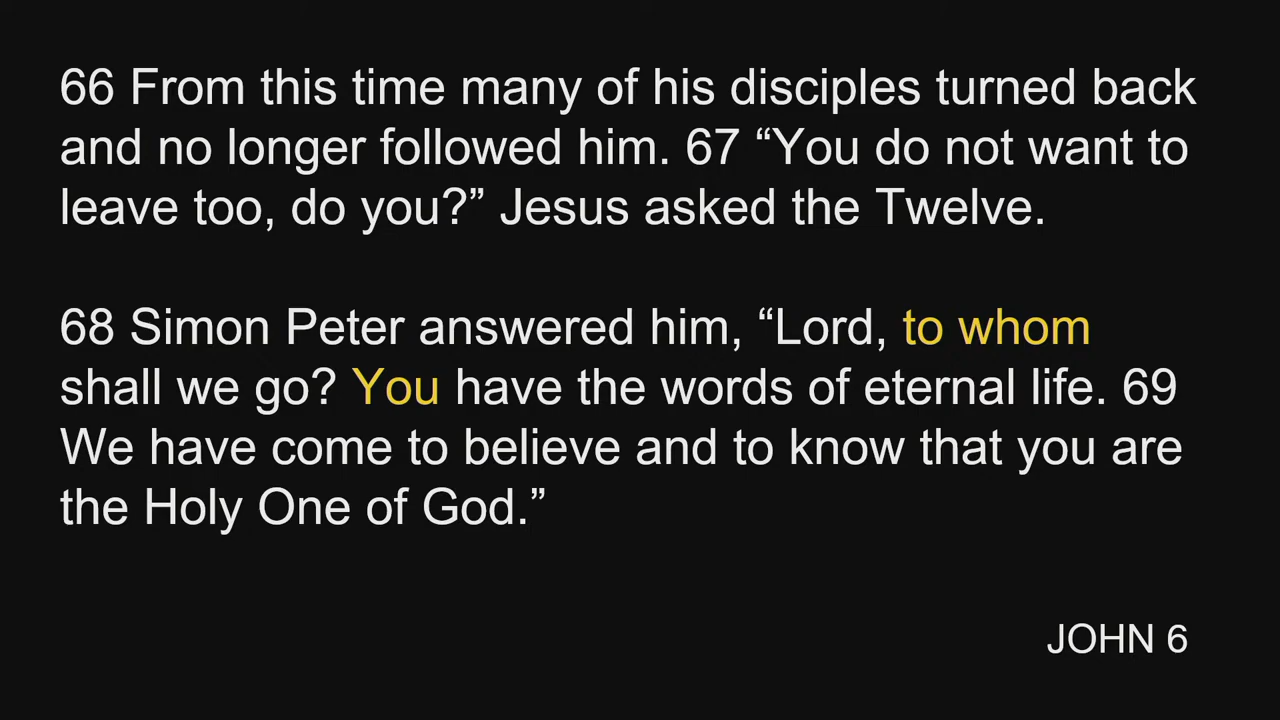 66 From this time many of his disciples turned back
and no longer followed him. 67 “You do not want to
leave too, do you?” Jesus asked the Twelve.
68 Simon Peter answered him, “Lord, to whom
shall we go? You have the words of eternal life. 69
We have come to believe and to know that you are
the Holy One of God.”
JOHN 6